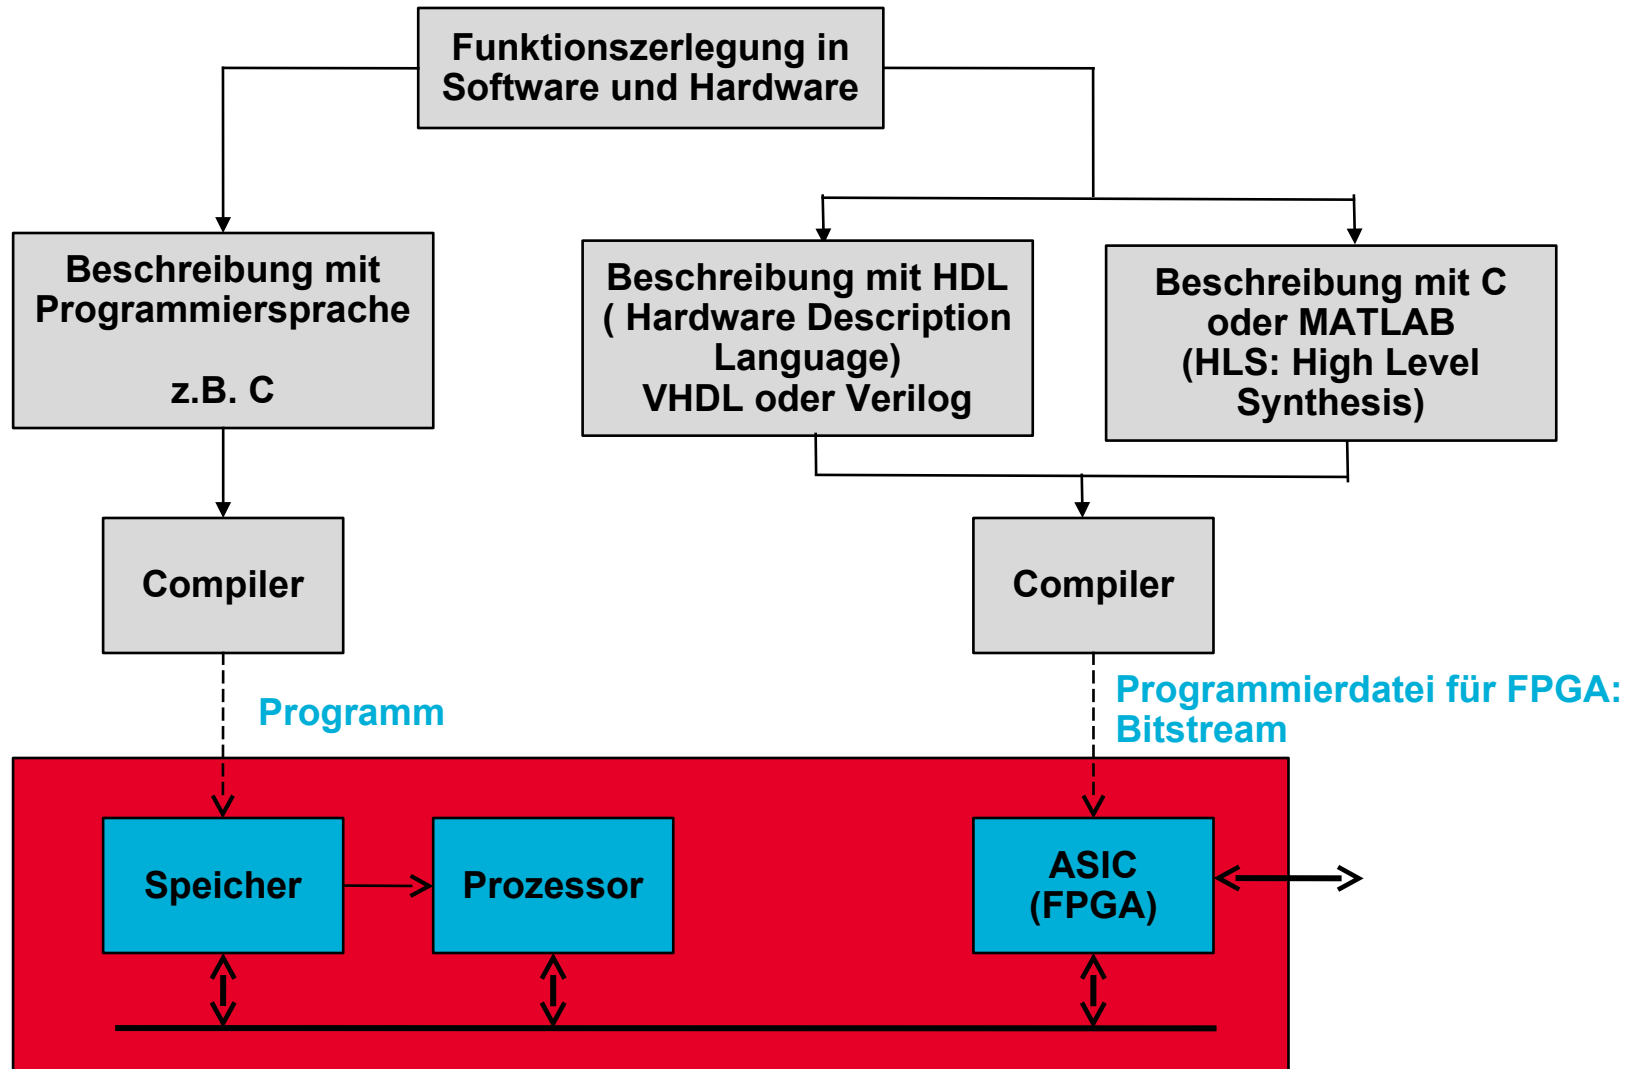 Funktionszerlegung in
Software und Hardware
Beschreibung mit
Programmiersprache
z.B. C
Beschreibung mit HDL
( Hardware Description
Language)
VHDL oder Verilog
Beschreibung mit C
oder MATLAB
(HLS: High Level
Synthesis)
Compiler
Compiler
Programm
Programmierdatei für FPGA:
Bitstream
Speicher
Prozessor
ASIC
(FPGA)